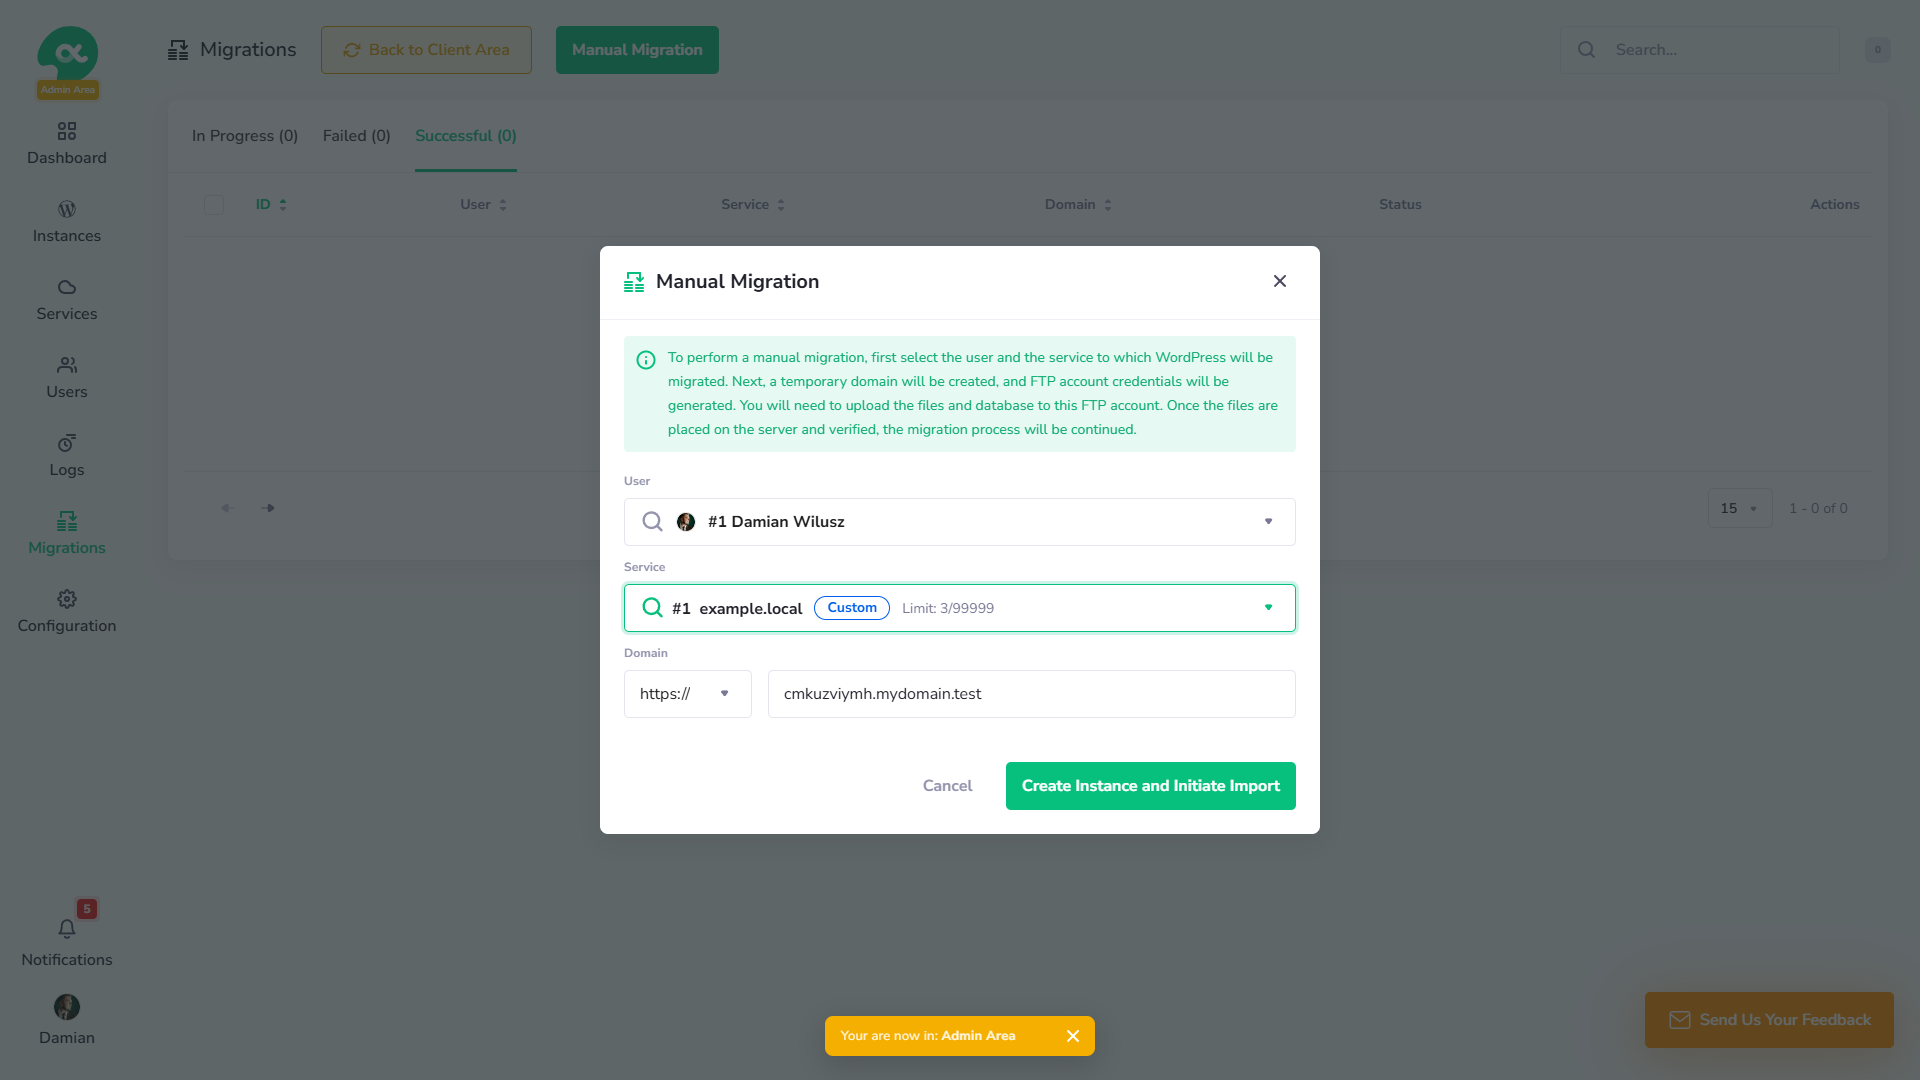 Admin Area
Dashboard
Instances
Services
Users
Logs
Migrations
Configuration
5
Notifications
Damian
Migrations
Back to Client Area
Manual Migration
Search...
0
In Progress (0)
Failed (0)
Successful (0)
ID
User
Service
Domain
Status
Actions
15
1 - 0 of 0
Manual Migration
To perform a manual migration, first select the user and the service to which WordPress will be
migrated. Next, a temporary domain will be created, and FTP account credentials will be
generated. You will need to upload the files and database to this FTP account. Once the files are
placed on the server and verified, the migration process will be continued.
User
#1 Damian Wilusz
Service
#1 example.local Custom Limit: 3/99999
Domain
https://
cmkuzviymh.mydomain.test
Cancel
Create Instance and Initiate Import
Your are now in: Admin Area
Send Us Your Feedback